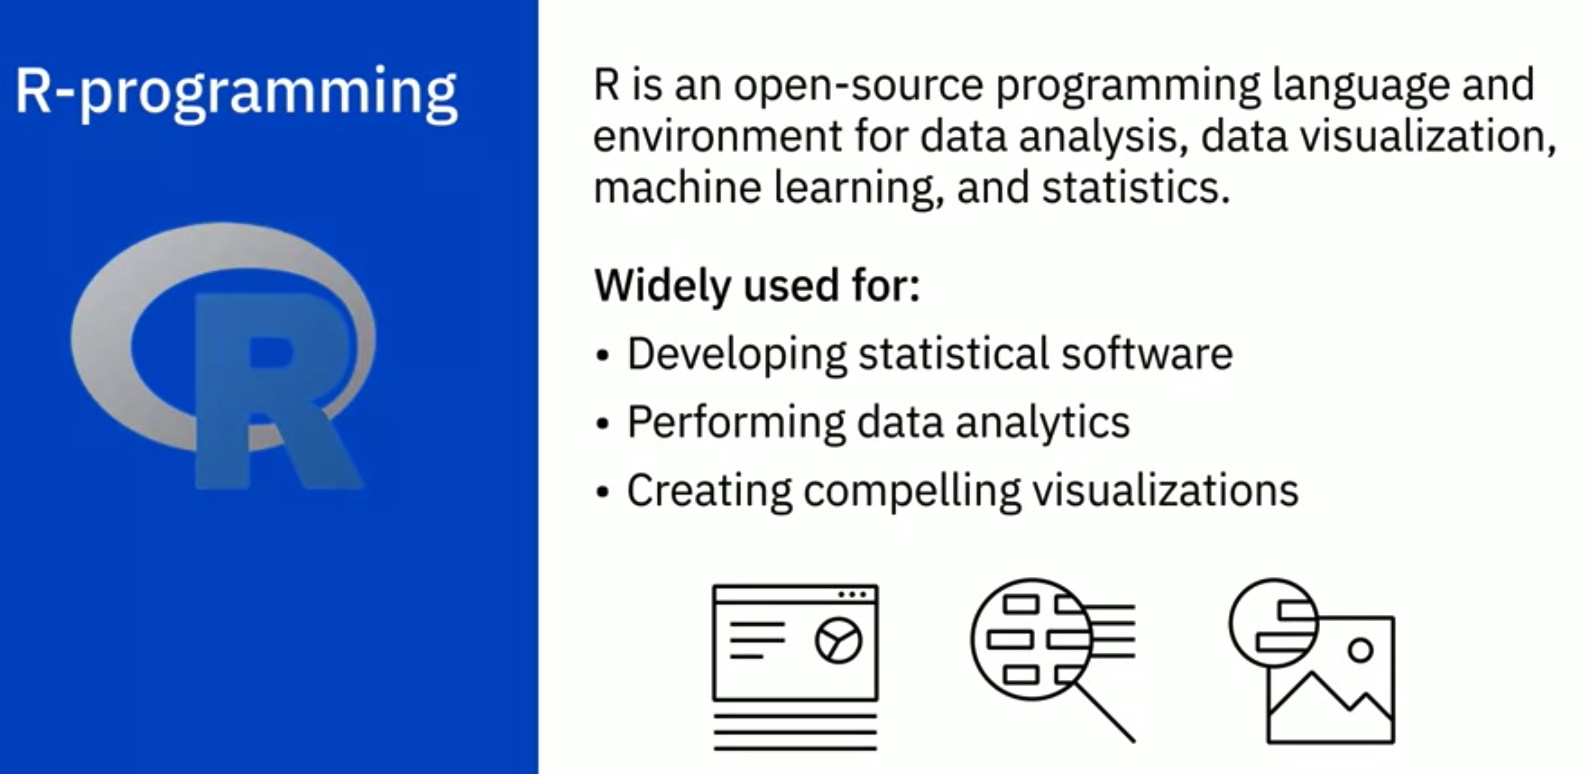 R-programming
R
R is an open-source programming language and
environment for data analysis, data visualization,
machine learning, and statistics.
Widely used for:
• Developing statistical software
• Performing data analytics
• Creating compelling visualizations